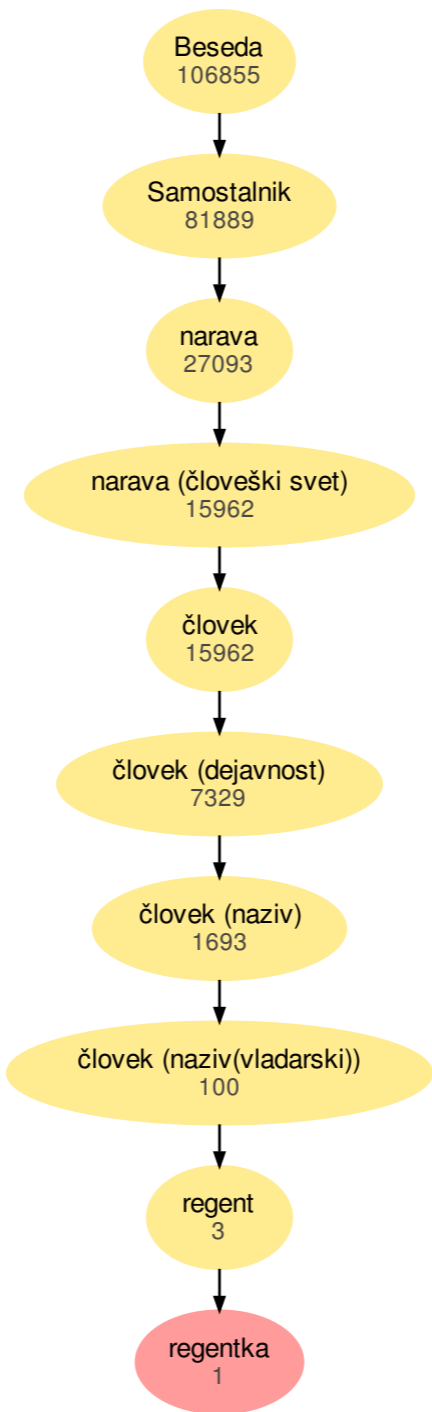 Beseda
106855
Samostalnik
81889
narava
27093
narava (človeški svet)
15962
človek
15962
človek (dejavnost)
7329
človek (naziv)
1693
človek (naziv(vladarski))
100
regent
3
regentka
1